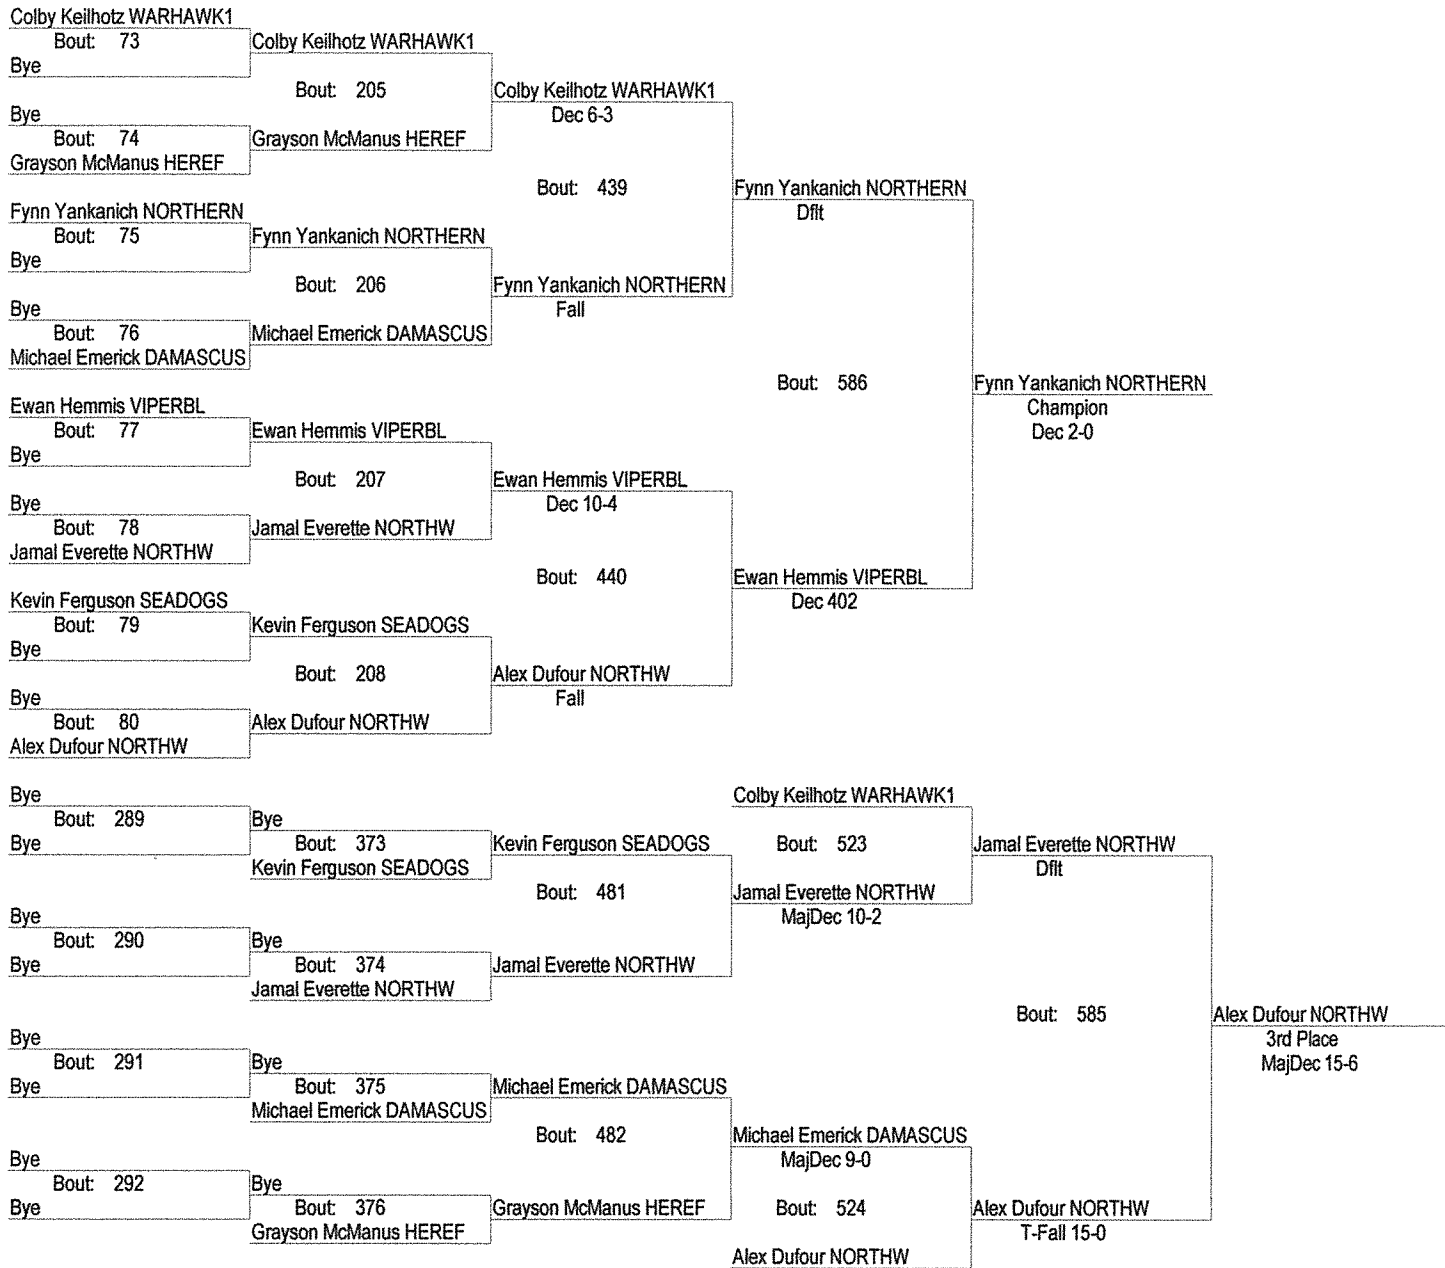 Colby Keilhotz WARHAWK1
Bout: 73
Colby Keilhotz WARHAWK1
Bye
Bout: 205
Colby Keilhotz WARHAWK1
Dec 6-3
Bye
Bout: 74
Grayson McManus HEREF
Grayson McManus HEREF
Bout: 439
Fynn Yankanich NORTHERN
Dflt
Fynn Yankanich NORTHERN
Bout: 75
Fynn Yankanich NORTHERN
Bye
Bout: 206
Fynn Yankanich NORTHERN
Fall
Bye
Bout: 76
Michael Emerick DAMASCUS
Michael Emerick DAMASCUS
Bout: 586
Fynn Yankanich NORTHERN
Champion
Dec 2-0
Ewan Hemmis VIPERBL
Bout: 77
Ewan Hemmis VIPERBL
Bye
Bout: 207
Ewan Hemmis VIPERBL
Dec 10-4
Bye
Bout: 78
Jamal Everette NORTHW
Jamal Everette NORTHW
Bout: 440
Ewan Hemmis VIPERBL
Dec 402
Kevin Ferguson SEADOGS
Bout: 79
Kevin Ferguson SEADOGS
Bye
Bout: 208
Alex Dufour NORTHW
Fall
Bye
Bout: 80
Alex Dufour NORTHW
Alex Dufour NORTHW
Bye
Bout: 289
Bye
Bye
Bout: 373
Kevin Ferguson SEADOGS
Kevin Ferguson SEADOGS
Colby Keilhotz WARHAWK1
Bout: 523
Jamal Everette NORTHW
Dflt
Bout: 481
Jamal Everette NORTHW
MajDec 10-2
Bye
Bout: 290
Bye
Bye
Bout: 374
Jamal Everette NORTHW
Jamal Everette NORTHW
Bout: 585
Alex Dufour NORTHW
3rd Place
MajDec 15-6
Bye
Bout: 291
Bye
Bye
Bout: 375
Michael Emerick DAMASCUS
Michael Emerick DAMASCUS
Bout: 482
Michael Emerick DAMASCUS
MajDec 9-0
Bye
Bout: 292
Bye
Bye
Bout: 376
Grayson McManus HEREF
Grayson McManus HEREF
Bout: 524
Alex Dufour NORTHW
T-Fall 15-0
Alex Dufour NORTHW